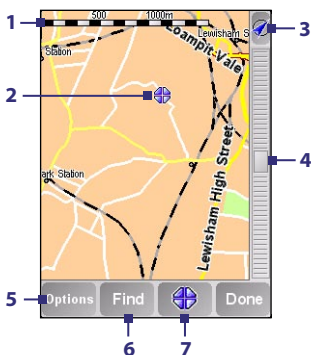 500 1000m
1
Loampit Vale
Lewisham S
3
Station
2
4
Lewisham High Street
ark Station
5
Options Find Done
6 7